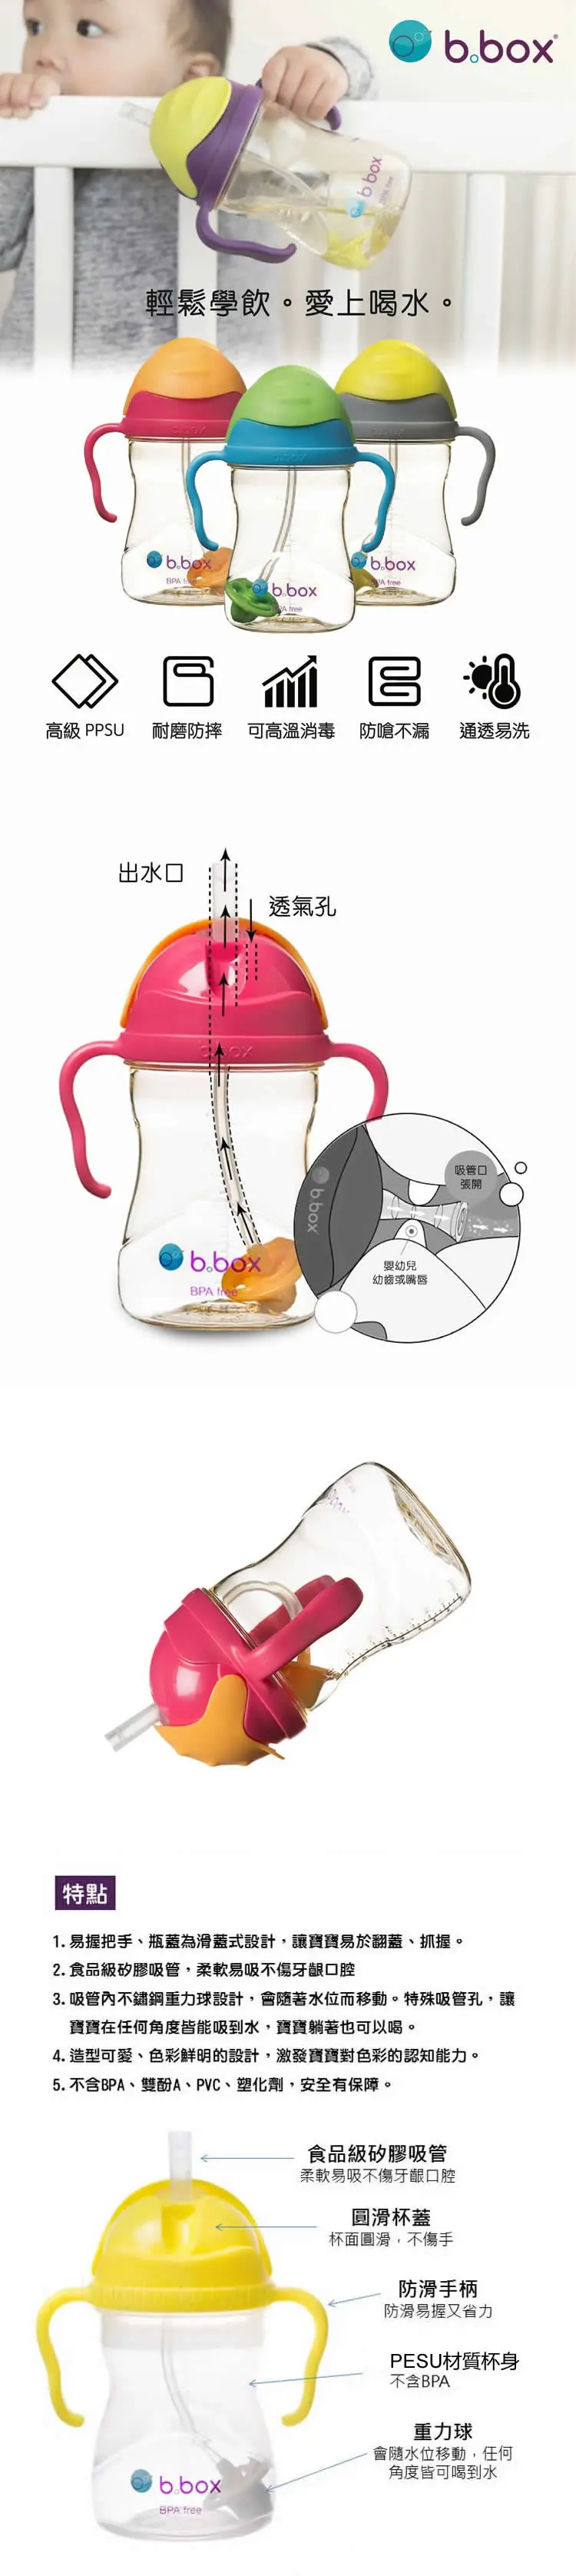 b.box
b.box
BPA free
輕鬆學飲。愛上喝水。
b.box
BPA free
b.box
BPA free
b.box
BPA free
高級 PPSU
耐磨防摔
可高溫消毒
防嗆不漏
通透易洗
出水口
透氣孔
b.box
吸管口
張開
b.box
嬰幼兒
幼齒或嘴唇
b.box
BPA free
特點
1. 易握把手、瓶蓋為滑蓋式設計,讓寶寶易於翻蓋、抓握。
2. 食品級矽膠吸管,柔軟易吸不傷牙齦口腔
3. 吸管內不鏽鋼重力球設計,會隨著水位而移動。特殊吸管孔,讓
寶寶在任何角度皆能吸到水,寶寶躺著也可以喝。
4. 造型可愛、色彩鮮明的設計,激發寶寶對色彩的認知能力。
5. 不含BPA、雙酚A、PVC、塑化劑,安全有保障。
食品級矽膠吸管
柔軟易吸不傷牙齦口腔
圓滑杯蓋
杯面圓滑,不傷手
防滑手柄
防滑易握又省力
PESU材質杯身
不含BPA
重力球
會隨水位移動,任何
角度皆可喝到水
b.box
BPA free